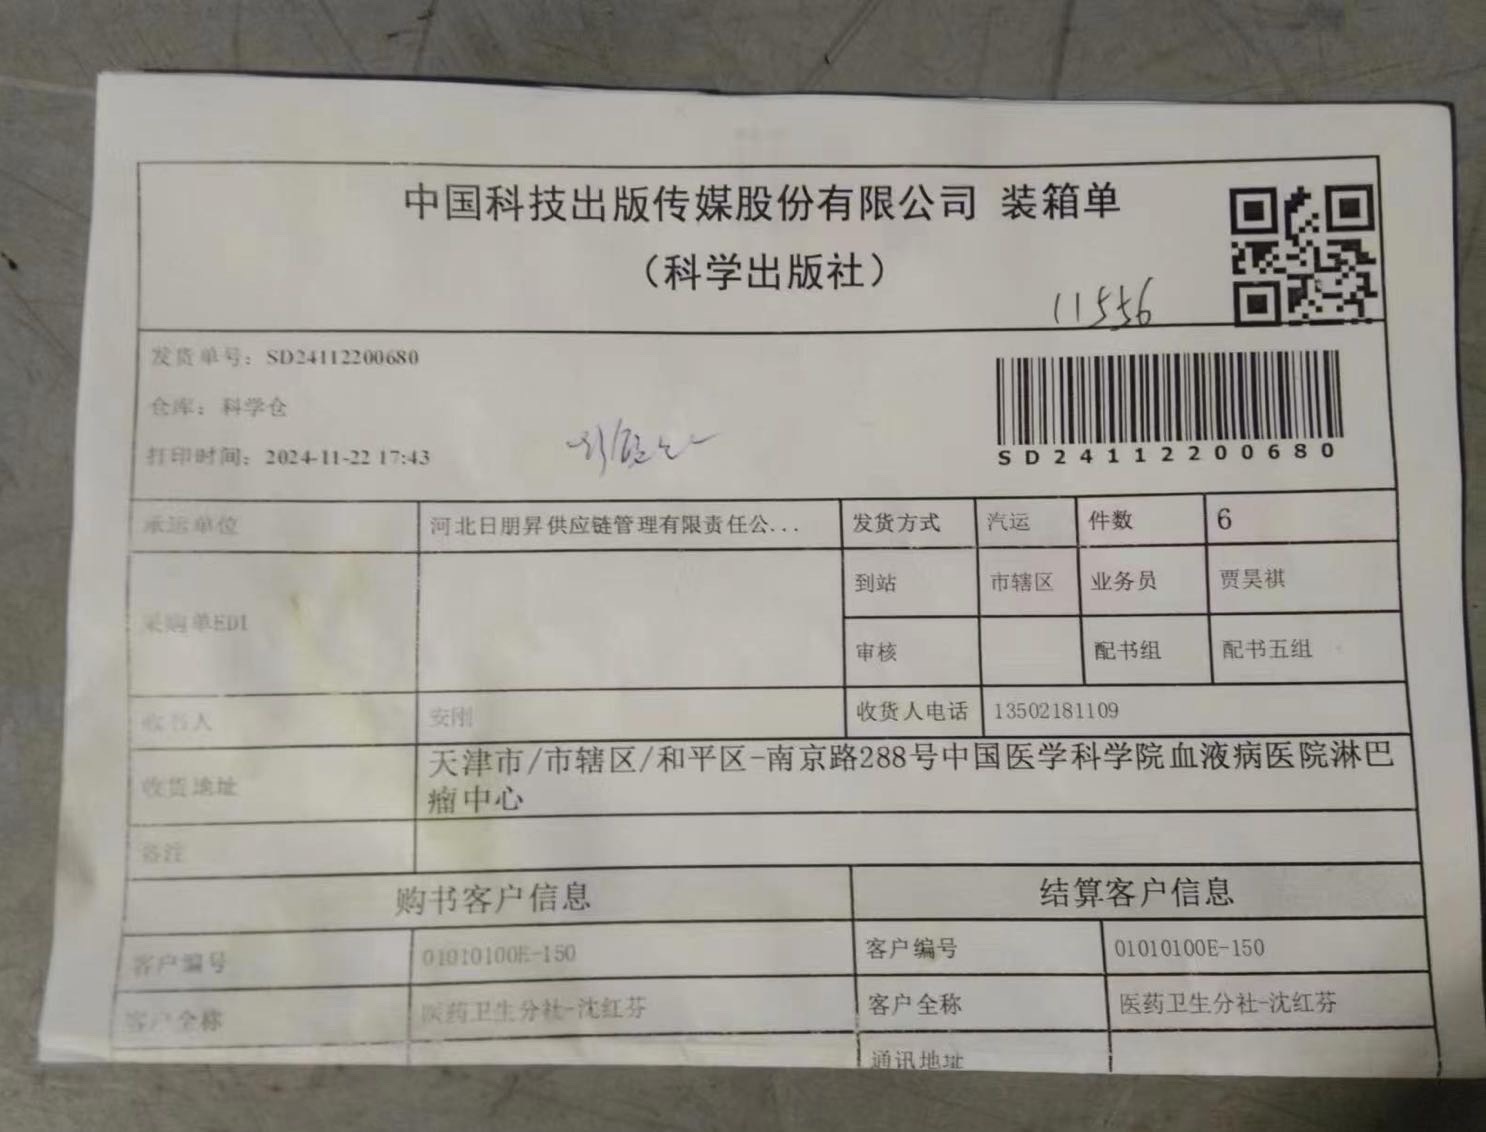 中国科技出版传媒股份有限公司 装箱单
（科学出版社）
11556
发货单号：SD24112200680
仓库：科学仓
打印时间：2024-11-22 17:43
SD24112200680
承运单位 河北日朋昇供应链管理有限责任公... 发货方式 汽运 件数 6
采购单EDI
到站 市辖区 业务员 贾昊祺
审核 配书组 配书五组
收书人 安刚 收货人电话 13502181109
收货地址 天津市/市辖区/和平区-南京路288号中国医学科学院血液病医院淋巴
瘤中心
备注
购书客户信息 结算客户信息
客户编号 01010100E-150 客户编号 01010100E-150
客户全称 医药卫生分社-沈红芬 客户全称 医药卫生分社-沈红芬
通讯地址